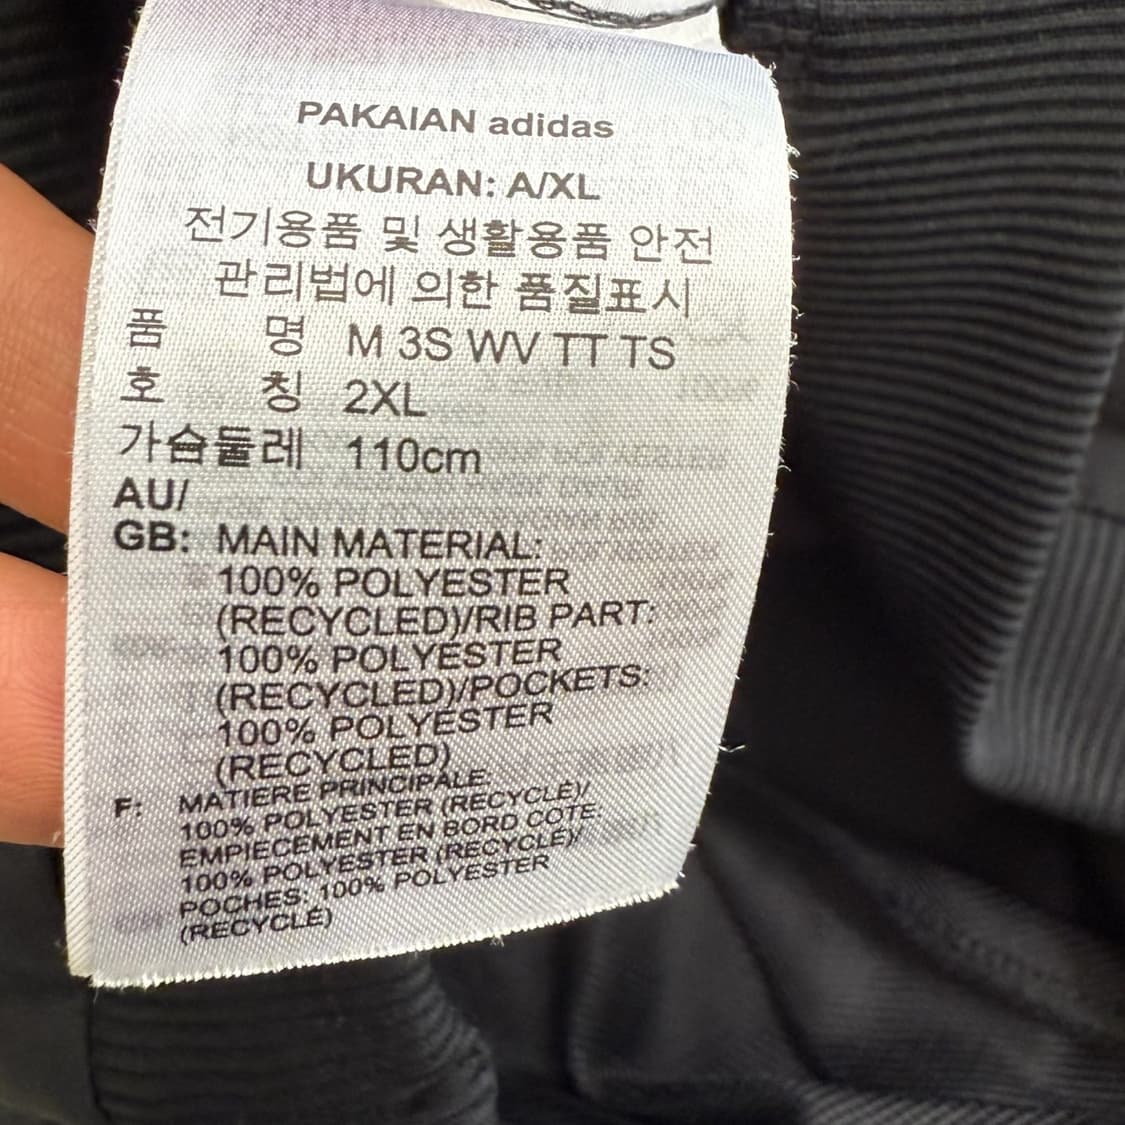 PAKAIAN adidas
UKURAN: A/XL
전기용품 및 생활용품 안전
관리법에 의한 품질표시
품 명 M 3S WV TT TS
호 칭 2XL
가슴둘레 110cm
AU/
GB: MAIN MATERIAL:
100% POLYESTER
(RECYCLED)/RIB PART:
100% POLYESTER
(RECYCLED)/POCKETS:
100% POLYESTER
(RECYCLED)
F: MATIERE PRINCIPALE:
100% POLYESTER (RECYCLÉ)/
EMPIECEMENT EN BORD COTE:
100% POLYESTER (RECYCLÉ)/
POCHES: 100% POLYESTER
(RECYCLÉ)